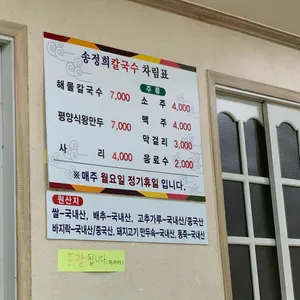 송정희칼국수 차림표
해물칼국수 7,000
평양식왕만두 7,000
사리 4,000
주류
소주 4,000
맥주 4,000
막걸리 3,000
음료수 2,000
※ 매주 월요일 정기휴일 입니다.
원산지
쌀-국내산, 배추-국내산, 고추가루-국내산/중국산
바지락-국내산/중국산, 돼지고기 만두속-국내산, 동죽-국내산
됩니다